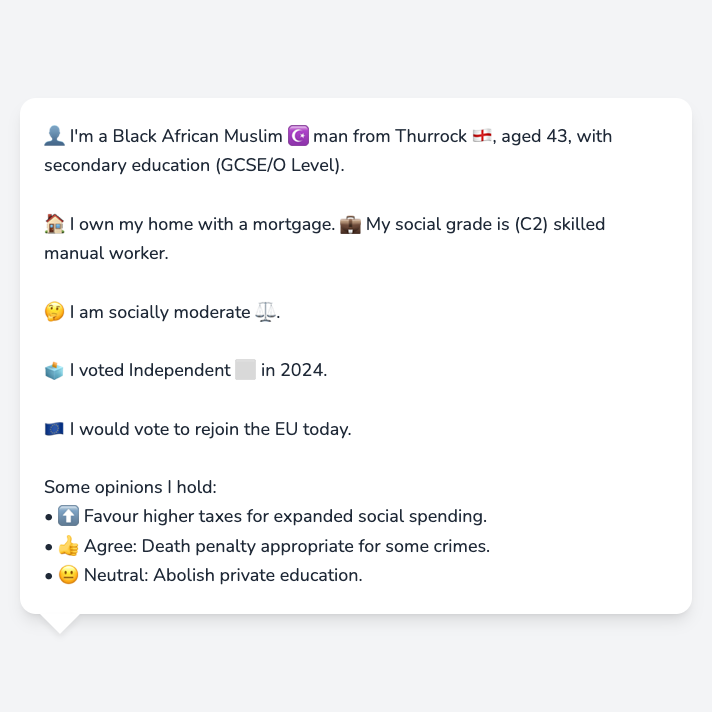 👤 I'm a Black African Muslim ☪️ man from Thurrock 🏴󠁧󠁢󠁥󠁮󠁧󠁿, aged 43, with
secondary education (GCSE/O Level).
🏠 I own my home with a mortgage. 💼 My social grade is (C2) skilled
manual worker.
🤔 I am socially moderate ⚖️.
🗳️ I voted Independent ⬜ in 2024.
🇪🇺 I would vote to rejoin the EU today.
Some opinions I hold:
• ⬆️ Favour higher taxes for expanded social spending.
• 👍 Agree: Death penalty appropriate for some crimes.
• 😐 Neutral: Abolish private education.